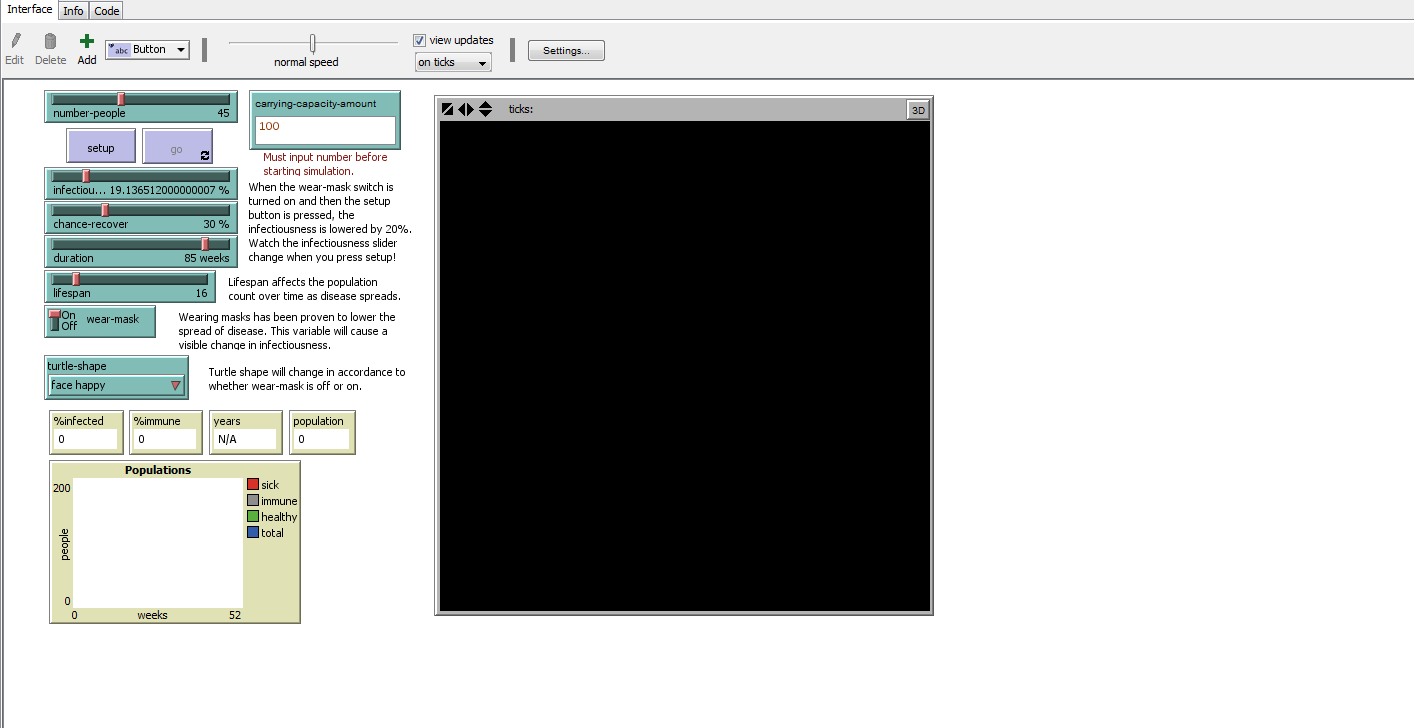 Interface Info Code
Edit Delete Add abc Button normal speed view updates on ticks Settings...
number-people 45
carrying-capacity-amount
100
Must input number before
starting simulation.
setup go
infectiou... 19.136512000000007 %
chance-recover 30 %
duration 85 weeks
When the wear-mask switch is
turned on and then the setup
button is pressed, the
infectiousness is lowered by 20%.
Watch the infectiousness slider
change when you press setup!
lifespan 16
Lifespan affects the population
count over time as disease spreads.
On
Off
wear-mask
Wearing masks has been proven to lower the
spread of disease. This variable will cause a
visible change in infectiousness.
turtle-shape
face happy
Turtle shape will change in accordance to
whether wear-mask is off or on.
%infected %immune years population
0 0 N/A 0
Populations
200
people
0
0 weeks 52
sick
immune
healthy
total
ticks: 3D